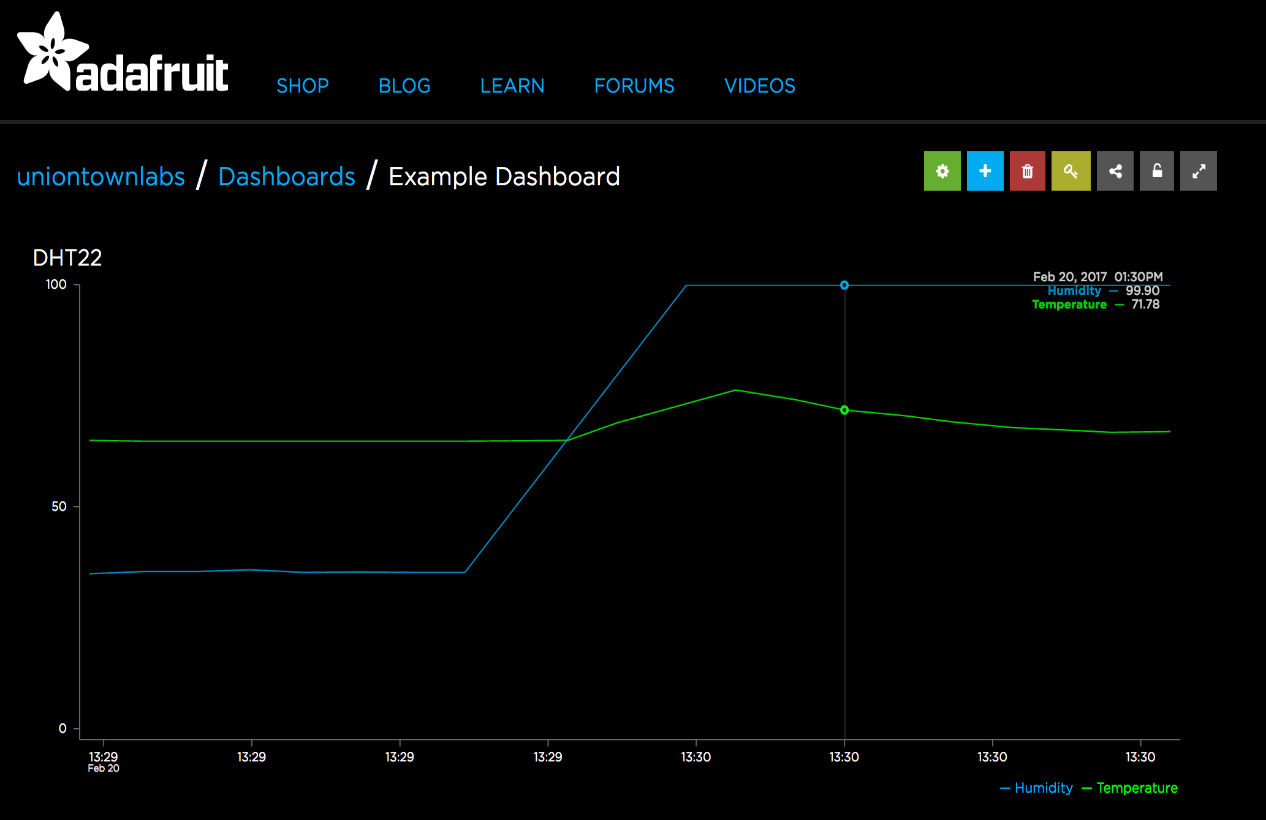 adafruit
SHOP BLOG LEARN FORUMS VIDEOS
uniontownlabs / Dashboards / Example Dashboard
DHT22
Feb 20, 2017 01:30PM
Humidity — 99.90
Temperature — 71.78
100
50
0
13:29 13:29 13:29 13:29 13:30 13:30 13:30 13:30
Feb 20
— Humidity — Temperature